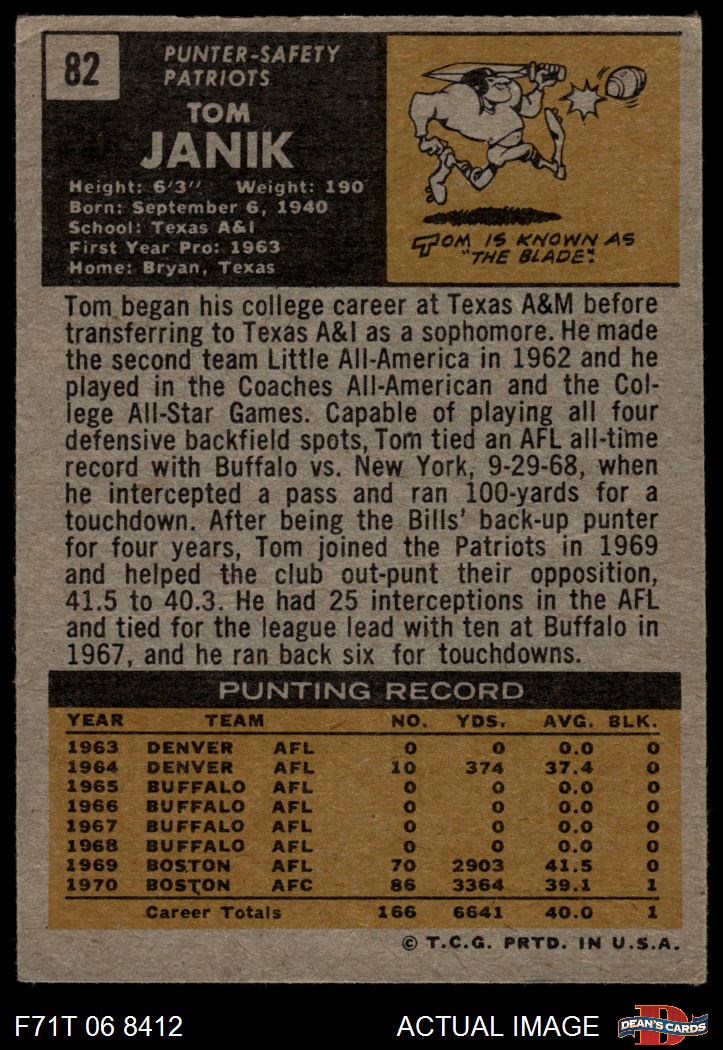 82
PUNTER-SAFETY
PATRIOTS
TOM
JANIK
Height: 6'3" Weight: 190
Born: September 6, 1940
School: Texas A&I
First Year Pro: 1963
Home: Bryan, Texas
TOM IS KNOWN AS
"THE BLADE".
Tom began his college career at Texas A&M before
transferring to Texas A&I as a sophomore. He made
the second team Little All-America in 1962 and he
played in the Coaches All-American and the Col-
lege All-Star Games. Capable of playing all four
defensive backfield spots, Tom tied an AFL all-time
record with Buffalo vs. New York, 9-29-68, when
he intercepted a pass and ran 100-yards for a
touchdown. After being the Bills' back-up punter
for four years, Tom joined the Patriots in 1969
and helped the club out-punt their opposition,
41.5 to 40.3. He had 25 interceptions in the AFL
and tied for the league lead with ten at Buffalo in
1967, and he ran back six for touchdowns.
PUNTING RECORD
YEAR TEAM NO. YDS. AVG. BLK.
1963 DENVER AFL 0 0 0.0 0
1964 DENVER AFL 10 374 37.4 0
1965 BUFFALO AFL 0 0 0.0 0
1966 BUFFALO AFL 0 0 0.0 0
1967 BUFFALO AFL 0 0 0.0 0
1968 BUFFALO AFL 0 0 0.0 0
1969 BOSTON AFL 70 2903 41.5 0
1970 BOSTON AFC 86 3364 39.1 1
Career Totals 166 6641 40.0 1
© T.C.G. PRTD. IN U.S.A.
F71T 06 8412 ACTUAL IMAGE D DEAN'S CARDS